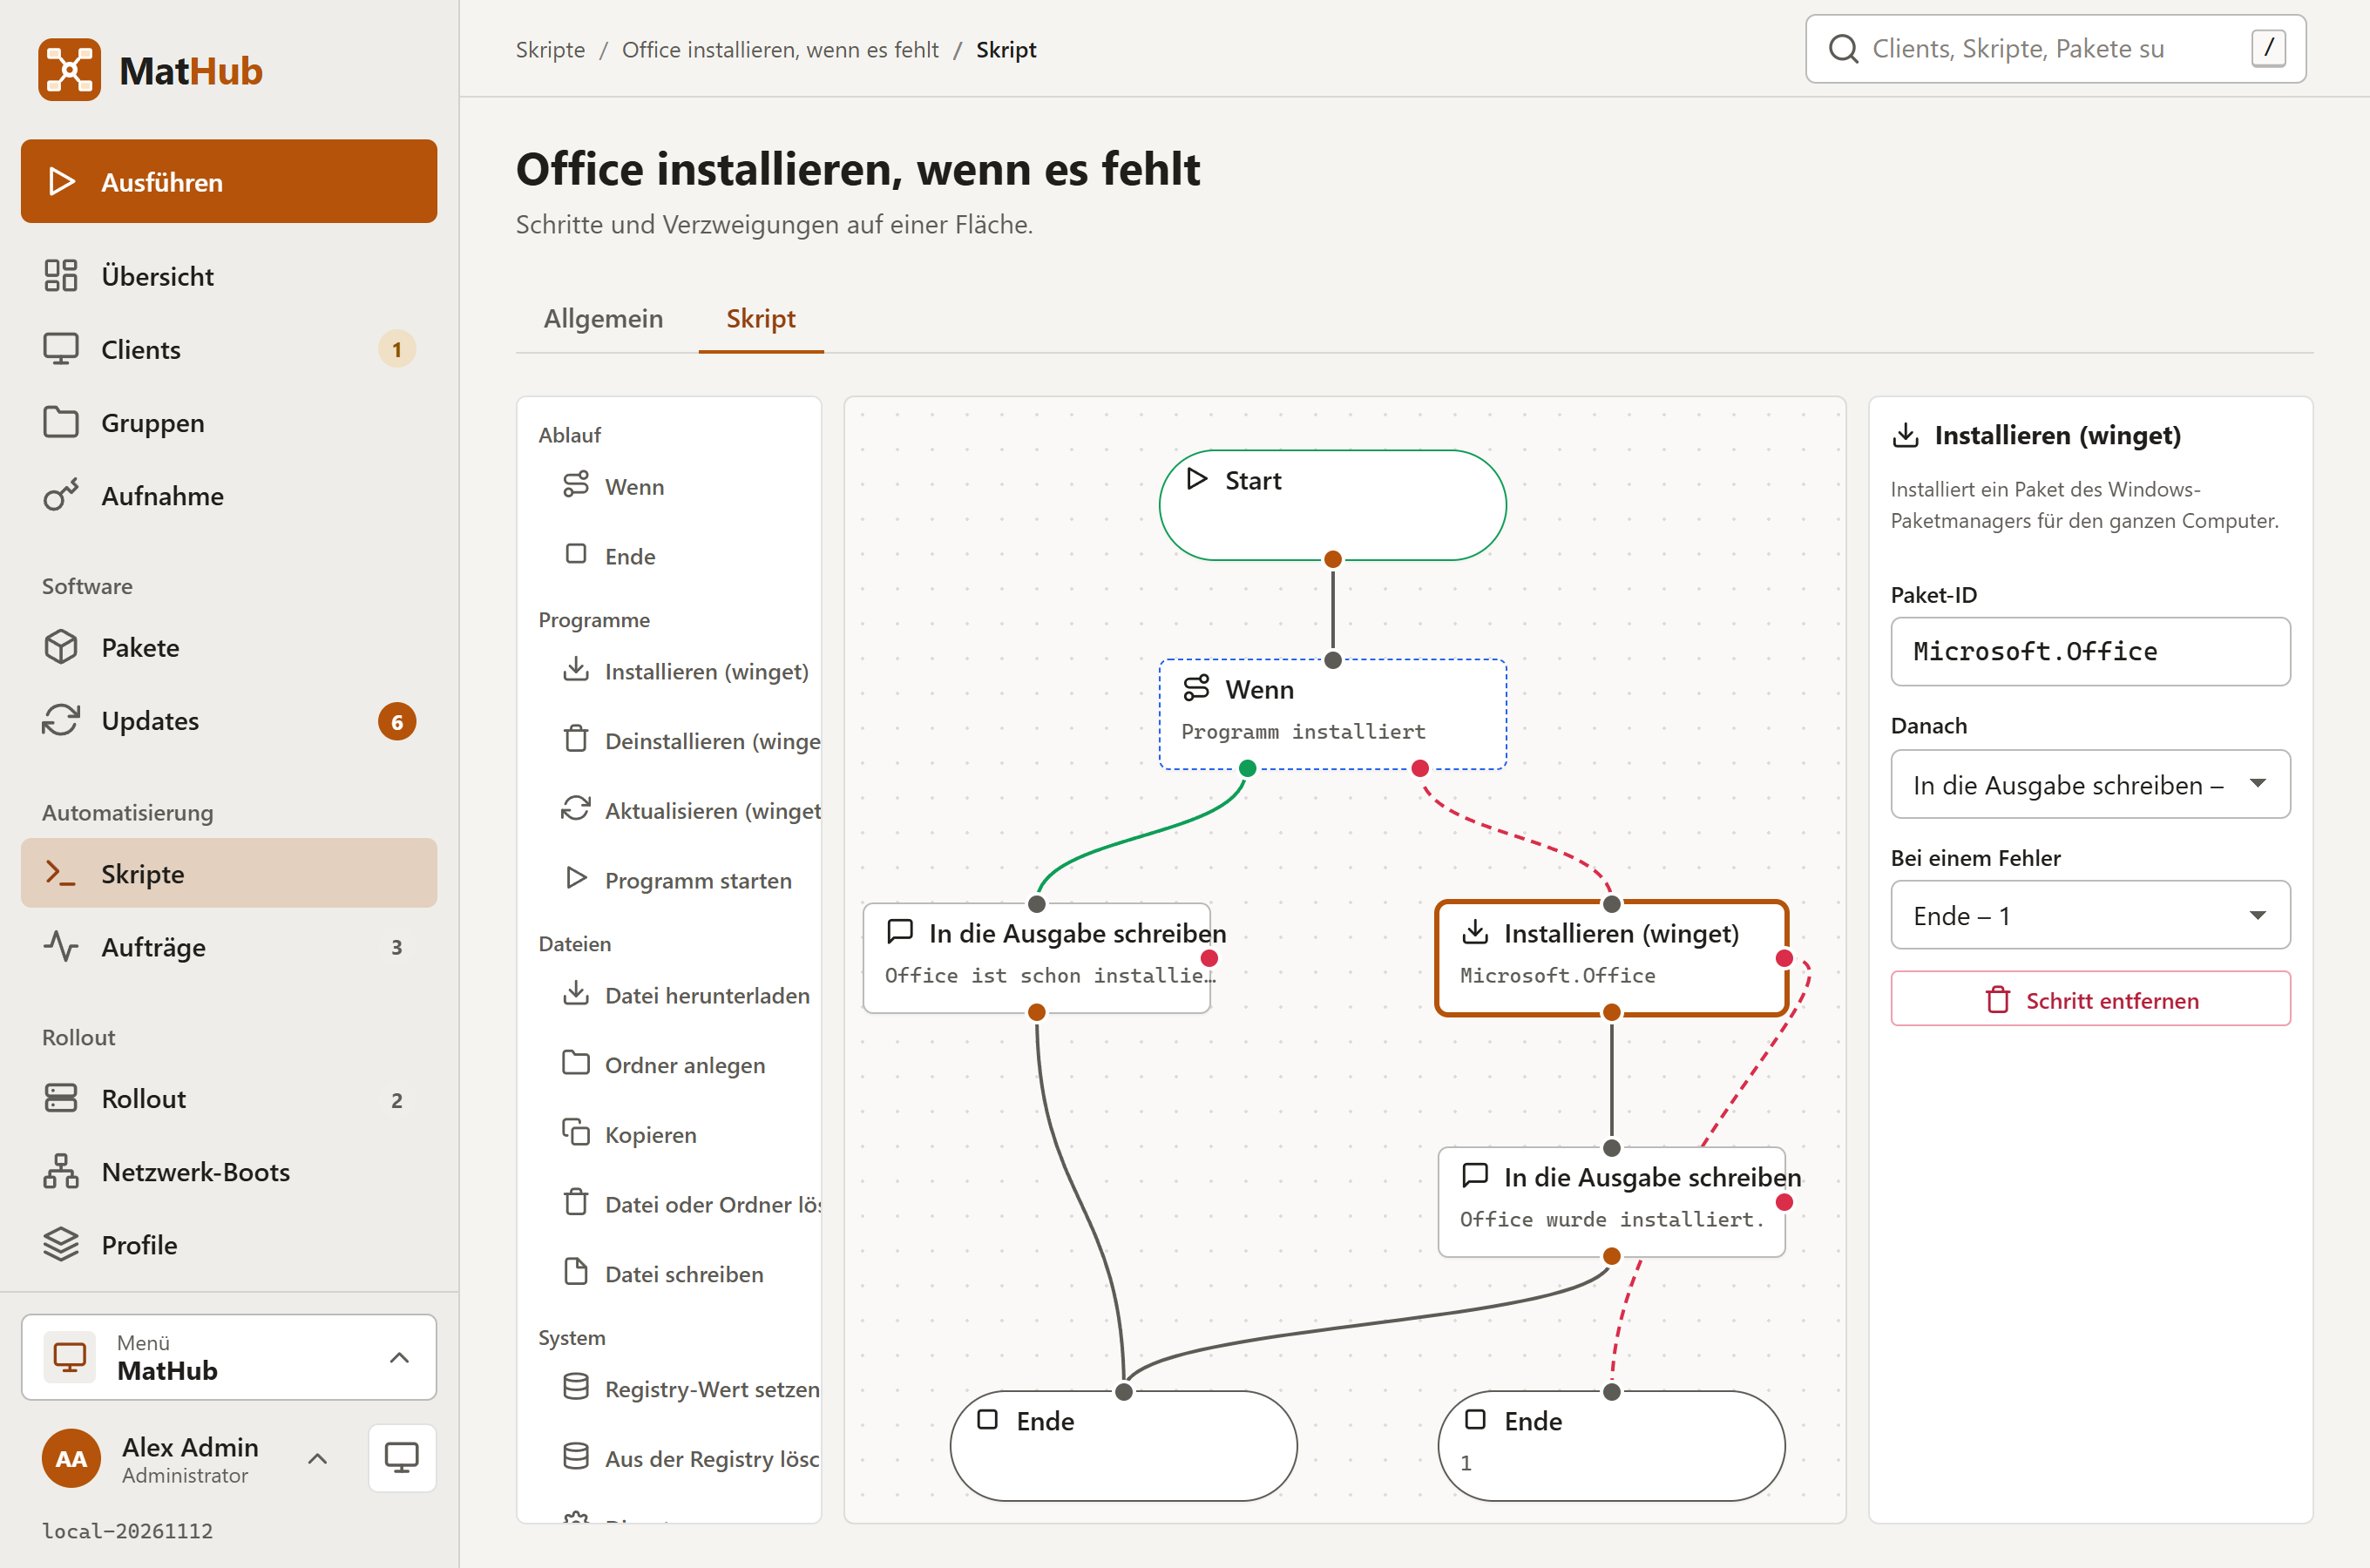 MatHub
Ausführen
Übersicht
Clients 1
Gruppen
Aufnahme
Software
Pakete
Updates 6
Automatisierung
Skripte
Aufträge 3
Rollout
Rollout 2
Netzwerk-Boots
Profile
Menü
MatHub
AA
Alex Admin
Administrator
local-20261112
Skripte / Office installieren, wenn es fehlt / Skript
Clients, Skripte, Pakete su /
Office installieren, wenn es fehlt
Schritte und Verzweigungen auf einer Fläche.
Allgemein
Skript
Ablauf
Wenn
Ende
Programme
Installieren (winget)
Deinstallieren (winge
Aktualisieren (winget
Programm starten
Dateien
Datei herunterladen
Ordner anlegen
Kopieren
Datei oder Ordner lös
Datei schreiben
System
Registry-Wert setzen
Aus der Registry lösc
Start
Wenn
Programm installiert
In die Ausgabe schreiben
Office ist schon installie…
Installieren (winget)
Microsoft.Office
In die Ausgabe schreiben
Office wurde installiert.
Ende
Ende
1
Installieren (winget)
Installiert ein Paket des Windows-
Paketmanagers für den ganzen Computer.
Paket-ID
Microsoft.Office
Danach
In die Ausgabe schreiben –
Bei einem Fehler
Ende – 1
Schritt entfernen